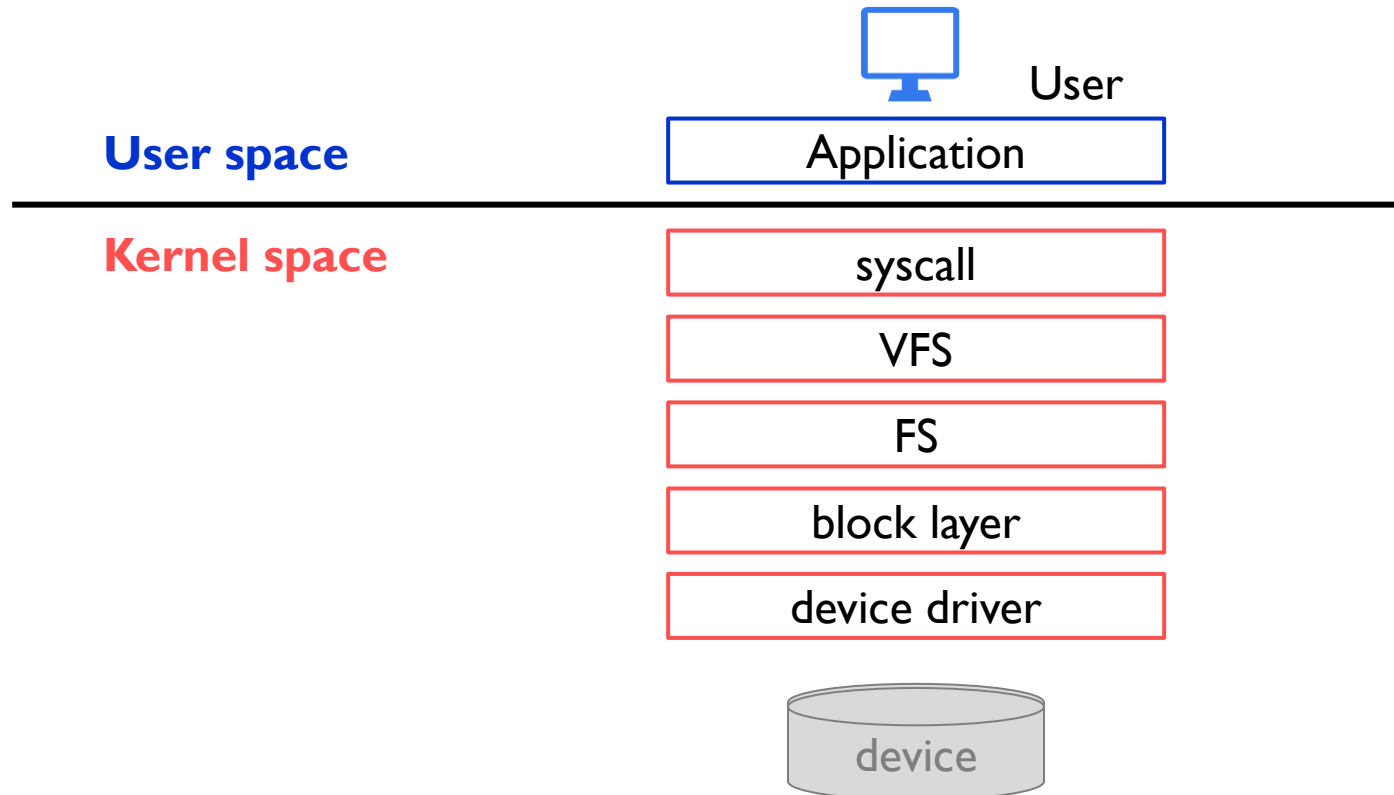 User
User space
Application
Kernel space
syscall
VFS
FS
block layer
device driver
device